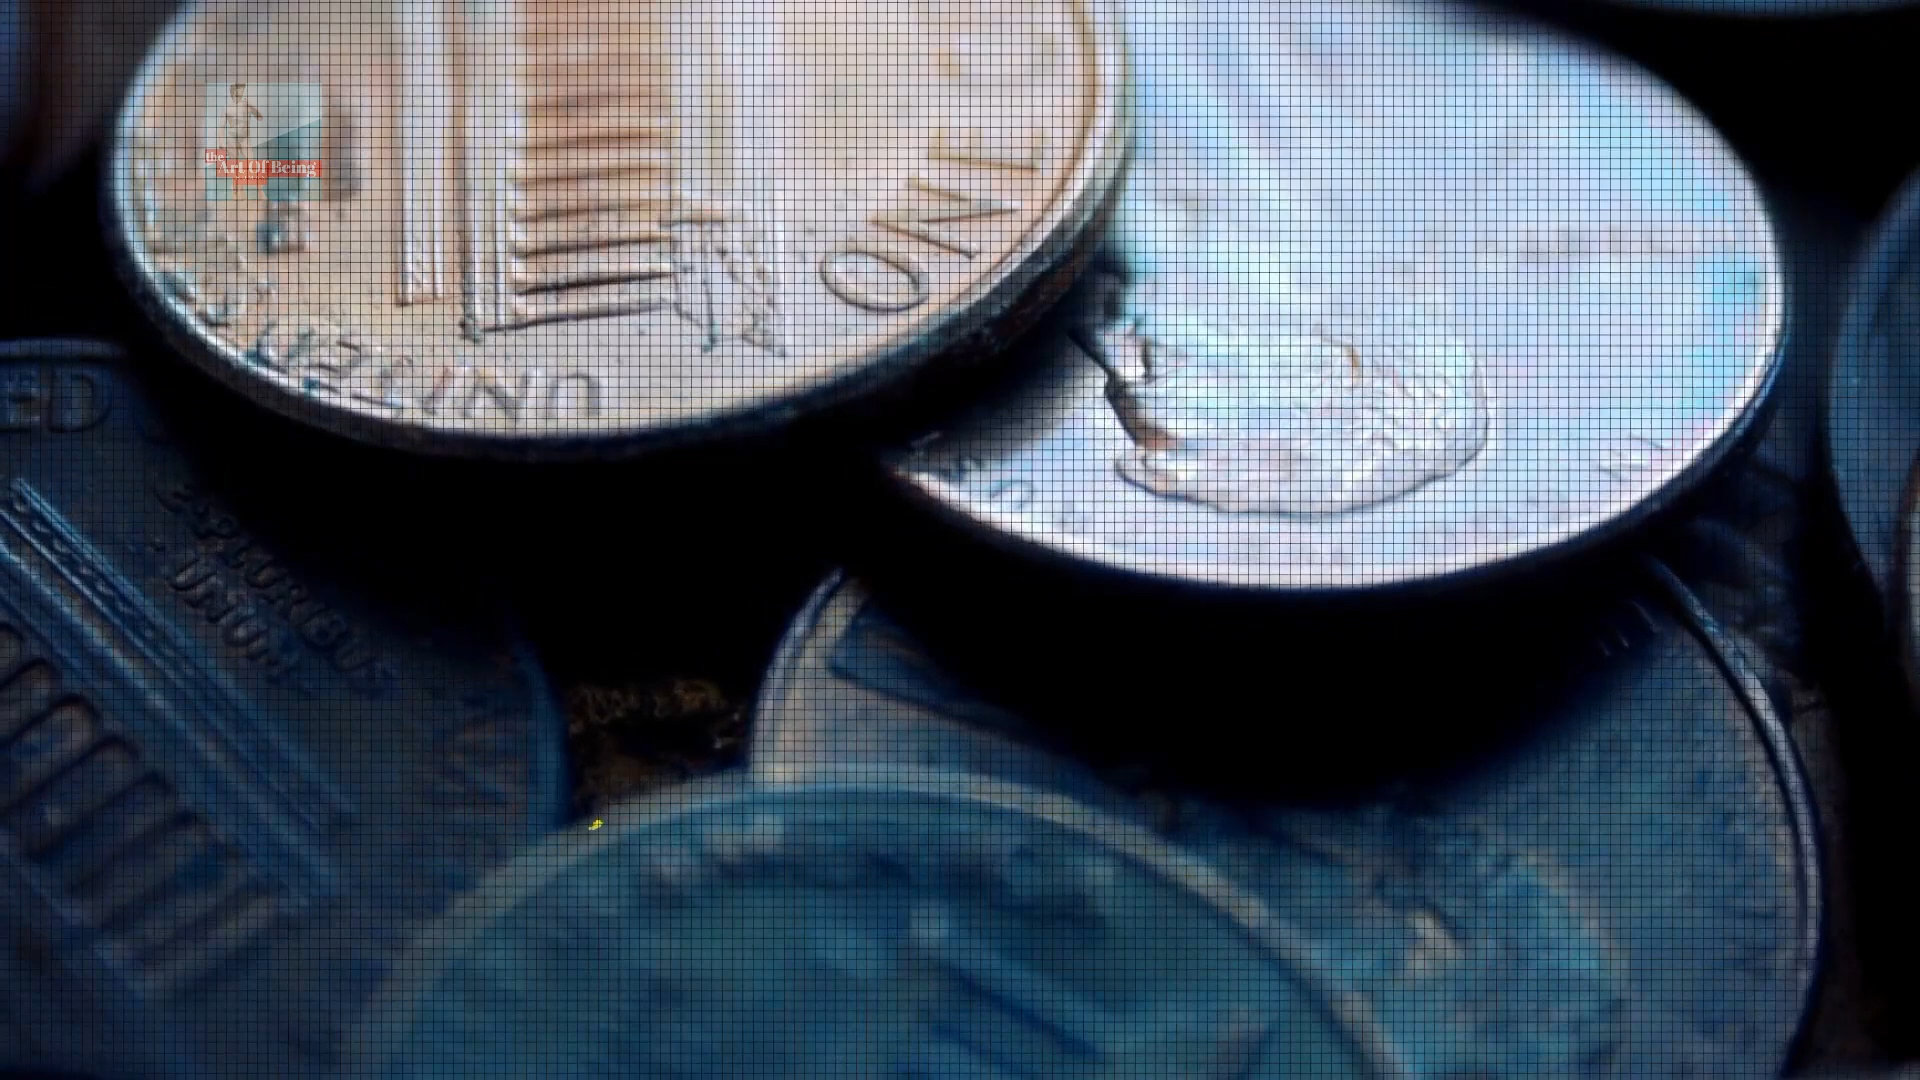 the
Art Of Being
ONE
UNITED
ED
E PLURIBUS
UNUM